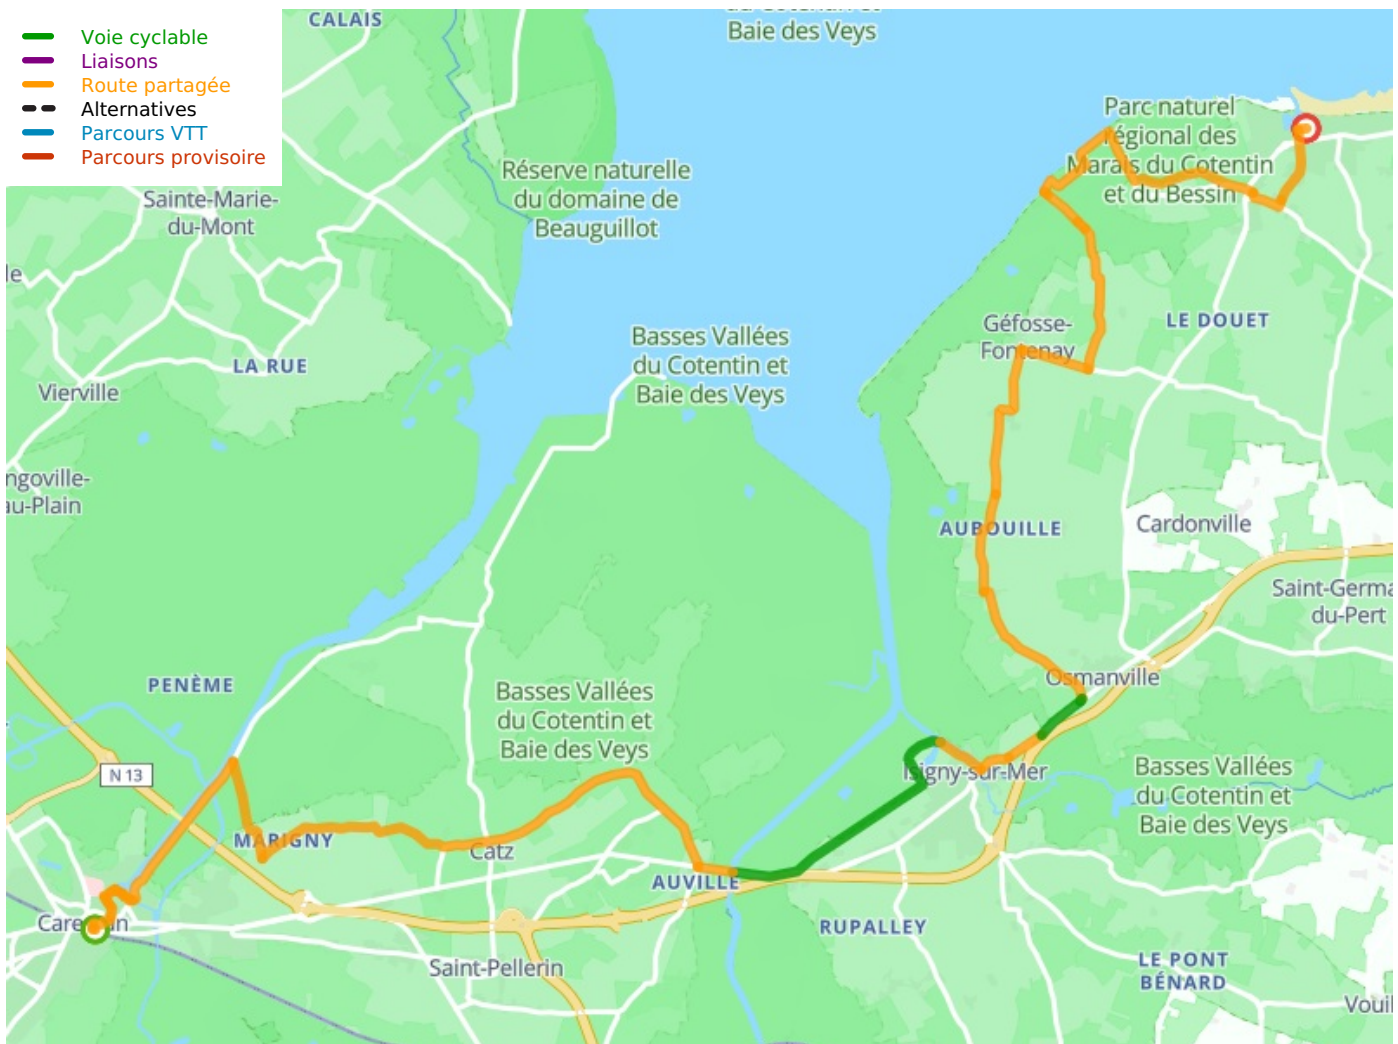 Voie cyclable
Liaisons
Route partagée
Alternatives
Parcours VTT
Parcours provisoire
CALAIS
Baie des Veys
Parc naturel
régional des
Marais du Cotentin
et du Bessin
Réserve naturelle
du domaine de
Beauguillot
Sainte-Marie-
du-Mont
le
LA RUE
Vierville
Basses Vallées
du Cotentin et
Baie des Veys
Géfosse-
Fontenay
LE DOUET
ngoville-
au-Plain
AUBOUILLE
Cardonville
Saint-Germa
du-Pert
PENÈME
Basses Vallées
du Cotentin et
Baie des Veys
Osmanville
N 13
Isigny-sur-Mer
Basses Vallées
du Cotentin et
Baie des Veys
MARIGNY
Catz
AUVILLE
Carentan
RUPALLEY
Saint-Pellerin
LE PONT
BÉNARD
Vouil